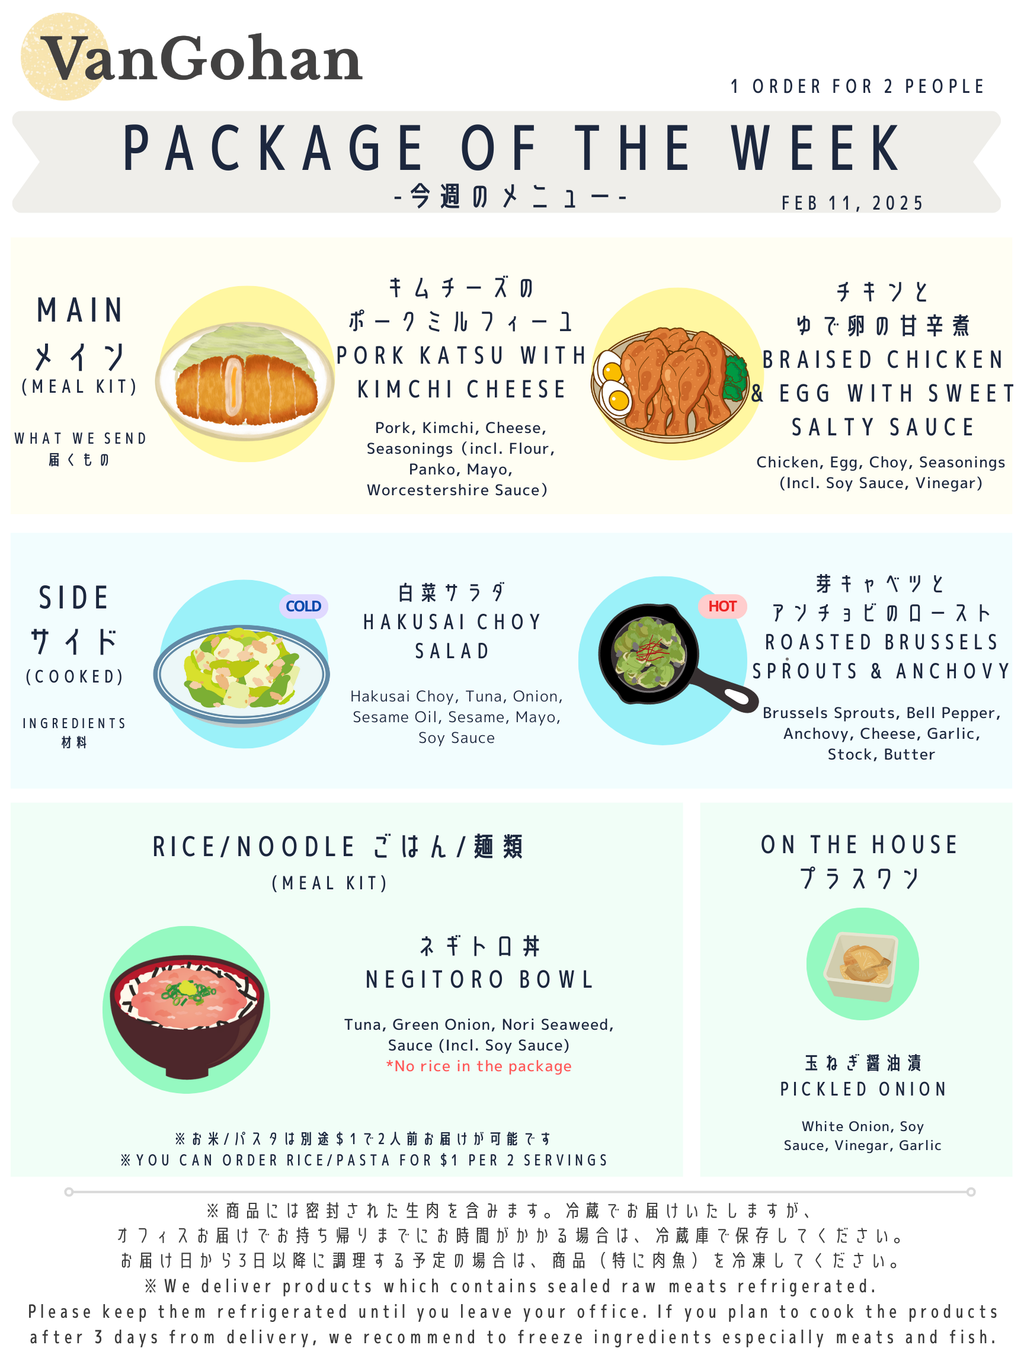 VanGohan
1 ORDER FOR 2 PEOPLE
PACKAGE OF THE WEEK
-今週のメニュー-
FEB 11, 2025
MAIN
メイン
(MEAL KIT)
WHAT WE SEND
届くもの
キムチーズの
ポークミルフィーユ
PORK KATSU WITH
KIMCHI CHEESE
Pork, Kimchi, Cheese,
Seasonings (incl. Flour,
Panko, Mayo,
Worcestershire Sauce)
チキンと
ゆで卵の甘辛煮
BRAISED CHICKEN
& EGG WITH SWEET
SALTY SAUCE
Chicken, Egg, Choy, Seasonings
(Incl. Soy Sauce, Vinegar)
SIDE
サイド
(COOKED)
INGREDIENTS
材料
COLD
白菜サラダ
HAKUSAI CHOY
SALAD
Hakusai Choy, Tuna, Onion,
Sesame Oil, Sesame, Mayo,
Soy Sauce
HOT
芽キャベツと
アンチョビのロースト
ROASTED BRUSSELS
SPROUTS & ANCHOVY
Brussels Sprouts, Bell Pepper,
Anchovy, Cheese, Garlic,
Stock, Butter
RICE/NOODLE ごはん/麺類
(MEAL KIT)
ネギトロ丼
NEGITORO BOWL
Tuna, Green Onion, Nori Seaweed,
Sauce (Incl. Soy Sauce)
*No rice in the package
※お米/パスタは別途$1で2人前お届けが可能です
※YOU CAN ORDER RICE/PASTA FOR $1 PER 2 SERVINGS
ON THE HOUSE
プラスワン
玉ねぎ醤油漬
PICKLED ONION
White Onion, Soy
Sauce, Vinegar, Garlic
※商品には密封された生肉を含みます。冷蔵でお届けいたしますが、
オフィスお届けでお持ち帰りまでにお時間がかかる場合は、冷蔵庫で保存してください。
お届け日から3日以降に調理する予定の場合は、商品（特に肉魚）を冷凍してください。
※We deliver products which contains sealed raw meats refrigerated.
Please keep them refrigerated until you leave your office. If you plan to cook the products
after 3 days from delivery, we recommend to freeze ingredients especially meats and fish.